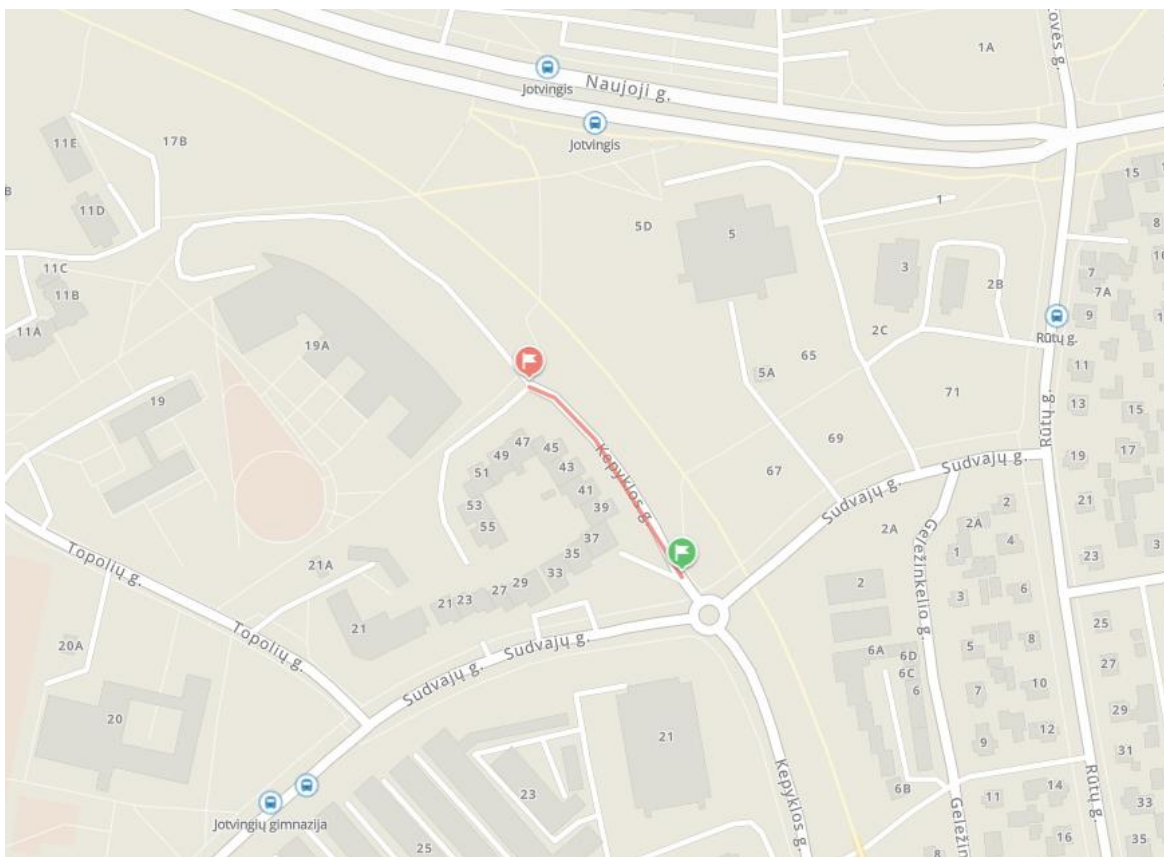 ovės g.
1A
Naujoji g.
Jotvingis
Jotvingis
11E
17B
15
B
11D
1
5D
5
8
3
11C
11B
7
2B
7A
9
11A
2C
Rūtų g.
19A
65
5A
11
71
19
13
15
Rūtų g.
47
45
69
49
43
51
67
Sudvajų g.
19
17
41
53
39
Kepyklos g.
Sudvajų g.
21
55
37
2A
2
2A
Topolių g.
35
4
1
23
3
21A
33
2
29
27
3
6
21
23
Geležinkelio g.
25
21
Topolių g.
8
20A
Sudvajų g.
5
6A
6D
27
6C
Sudvajų g.
7
10
6
20
29
12
21
9
31
Kepyklos g.
6B
11
14
Rūtų g.
23
33
Jotvingių gimnazija
16
35
25
8